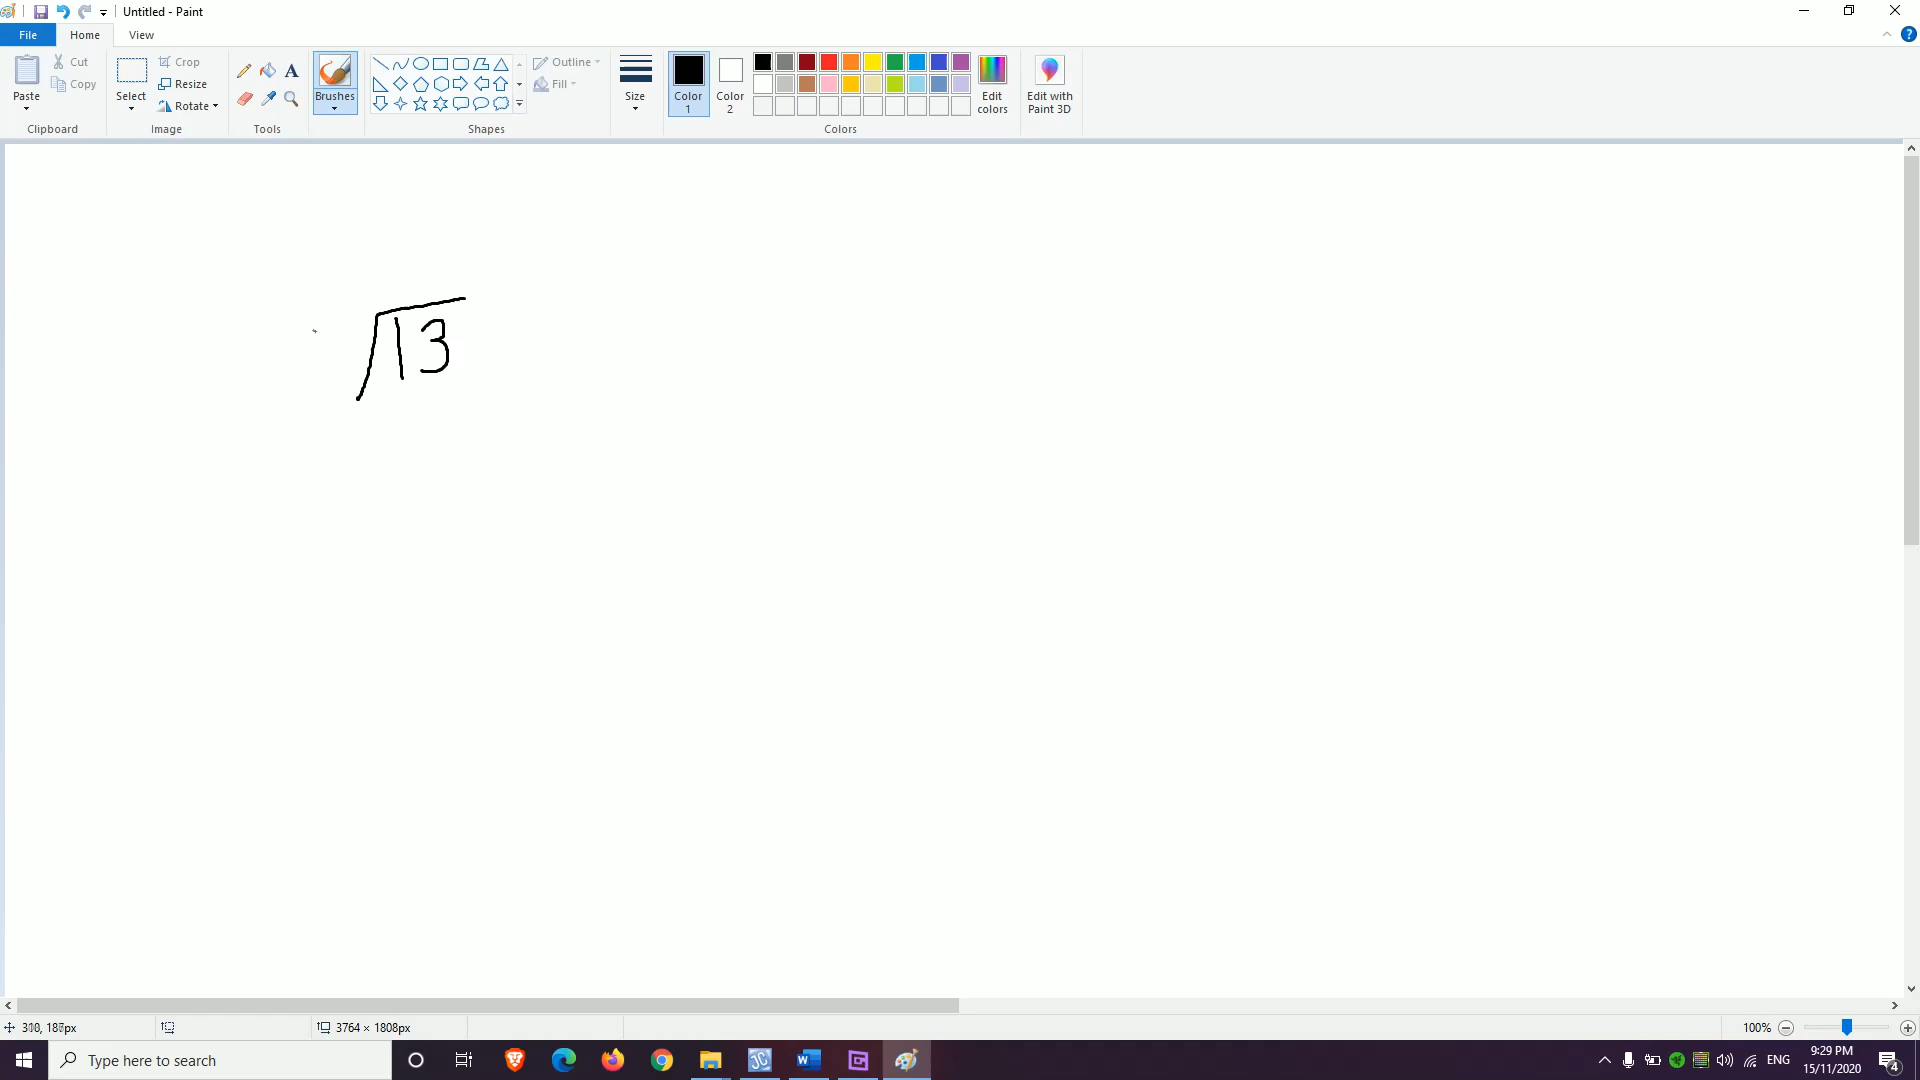 Untitled - Paint
File Home View
Paste Cut Copy Clipboard
Select Crop Resize Rotate Image
Tools
Brushes
Shapes
Outline Fill
Size
Color 1 Color 2 Edit colors Colors
Edit with Paint 3D
13
3764 × 1808px 100%
Type here to search
W
ENG
9:29 PM
15/11/2020
4